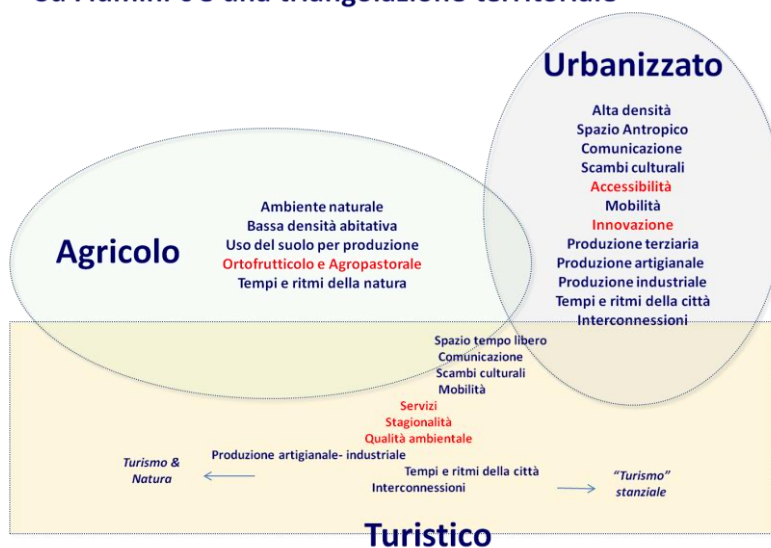 c'è una triangolazione territoriale
Urbanizzato
Alta densità
Spazio Antropico
Comunicazione
Scambi culturali
Accessibilità
Mobilità
Innovazione
Produzione terziaria
Produzione artigianale
Produzione industriale
Tempi e ritmi della città
Interconnessioni
Agricolo
Ambiente naturale
Bassa densità abitativa
Uso del suolo per produzione
Ortofrutticolo e Agropastorale
Tempi e ritmi della natura
Spazio tempo libero
Comunicazione
Scambi culturali
Mobilità
Servizi
Stagionalità
Qualità ambientale
Produzione artigianale- industriale
Tempi e ritmi della città
Interconnessioni
Turismo &
Natura
"Turismo"
stanziale
Turistico